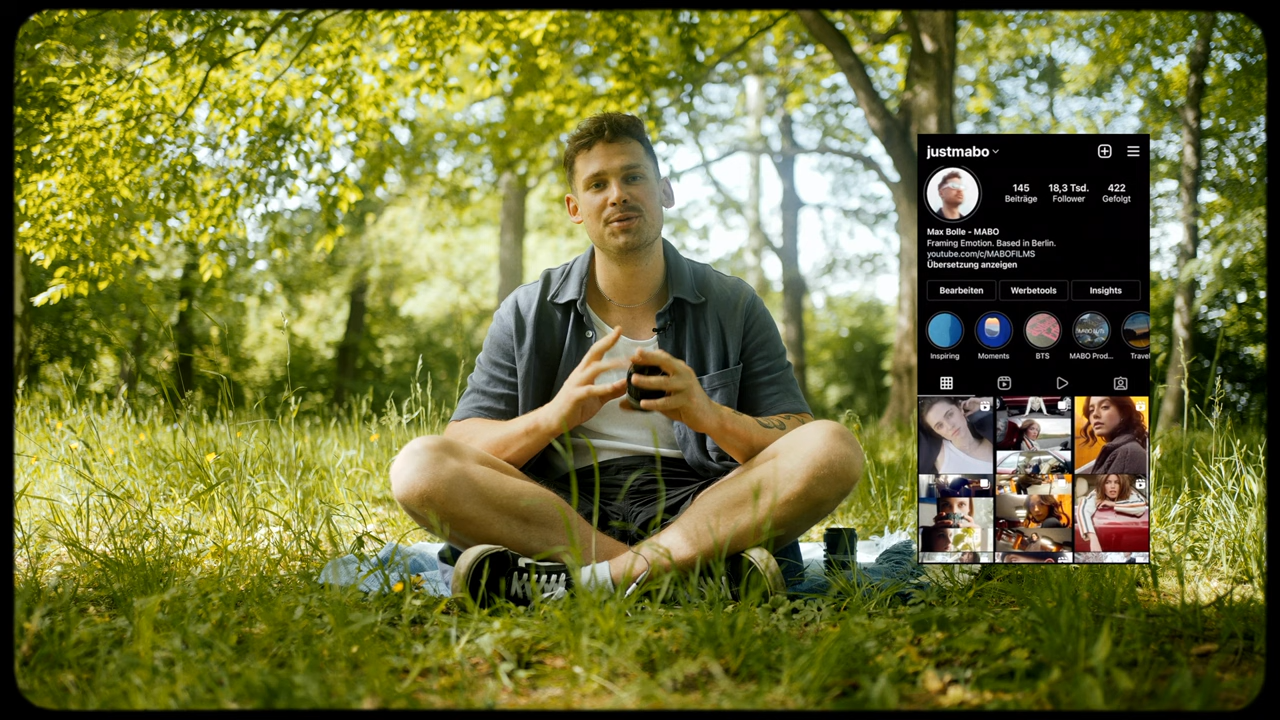 justmabo
145 18,3 Tsd. 422
Beiträge Follower Gefolgt
Max Bolle - MABO
Framing Emotion. Based in Berlin.
youtube.com/c/MABOFILMS
Übersetzung anzeigen
Bearbeiten Werbetools Insights
Inspiring Moments BTS MABO Prod... Travel